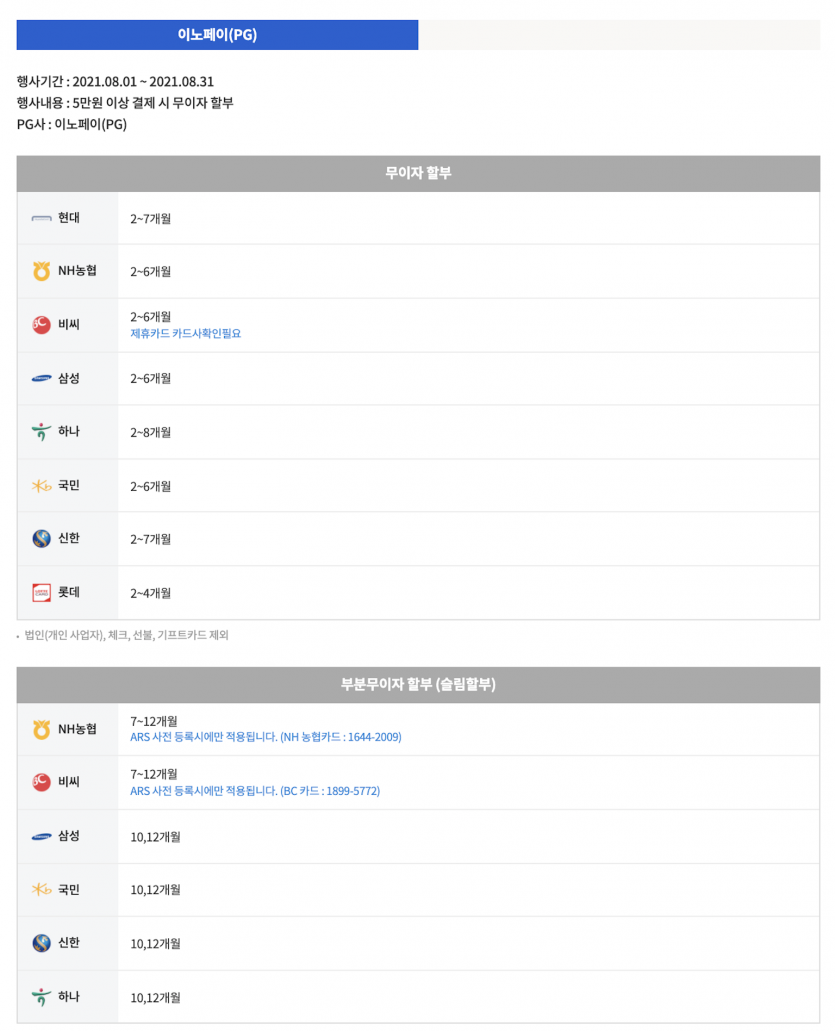 이노페이(PG)
행사기간 : 2021.08.01 ~ 2021.08.31
행사내용 : 5만원 이상 결제 시 무이자 할부
PG사 : 이노페이(PG)
무이자 할부
현대 2~7개월
NH농협 2~6개월
비씨 2~6개월
제휴카드 카드사확인필요
삼성 2~6개월
하나 2~8개월
국민 2~6개월
신한 2~7개월
롯데 2~4개월
• 법인(개인 사업자), 체크, 선불, 기프트카드 제외
부분무이자 할부 (슬림할부)
NH농협 7~12개월
ARS 사전 등록시에만 적용됩니다. (NH 농협카드 : 1644-2009)
비씨 7~12개월
ARS 사전 등록시에만 적용됩니다. (BC 카드 : 1899-5772)
삼성 10,12개월
국민 10,12개월
신한 10,12개월
하나 10,12개월